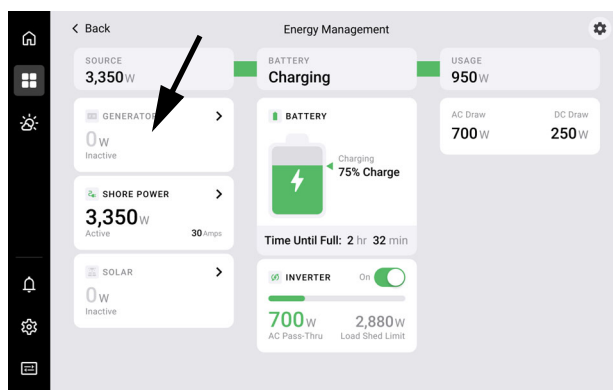 Back
Energy Management
SOURCE
3,350W
BATTERY
Charging
USAGE
950W
GENERATOR
0W
Inactive
SHORE POWER
3,350W
Active
30 Amps
SOLAR
0W
Inactive
BATTERY
Charging
75% Charge
Time Until Full: 2 hr 32 min
INVERTER
On
700W
AC Pass-Thru
2,880W
Load Shed Limit
AC Draw
700W
DC Draw
250W